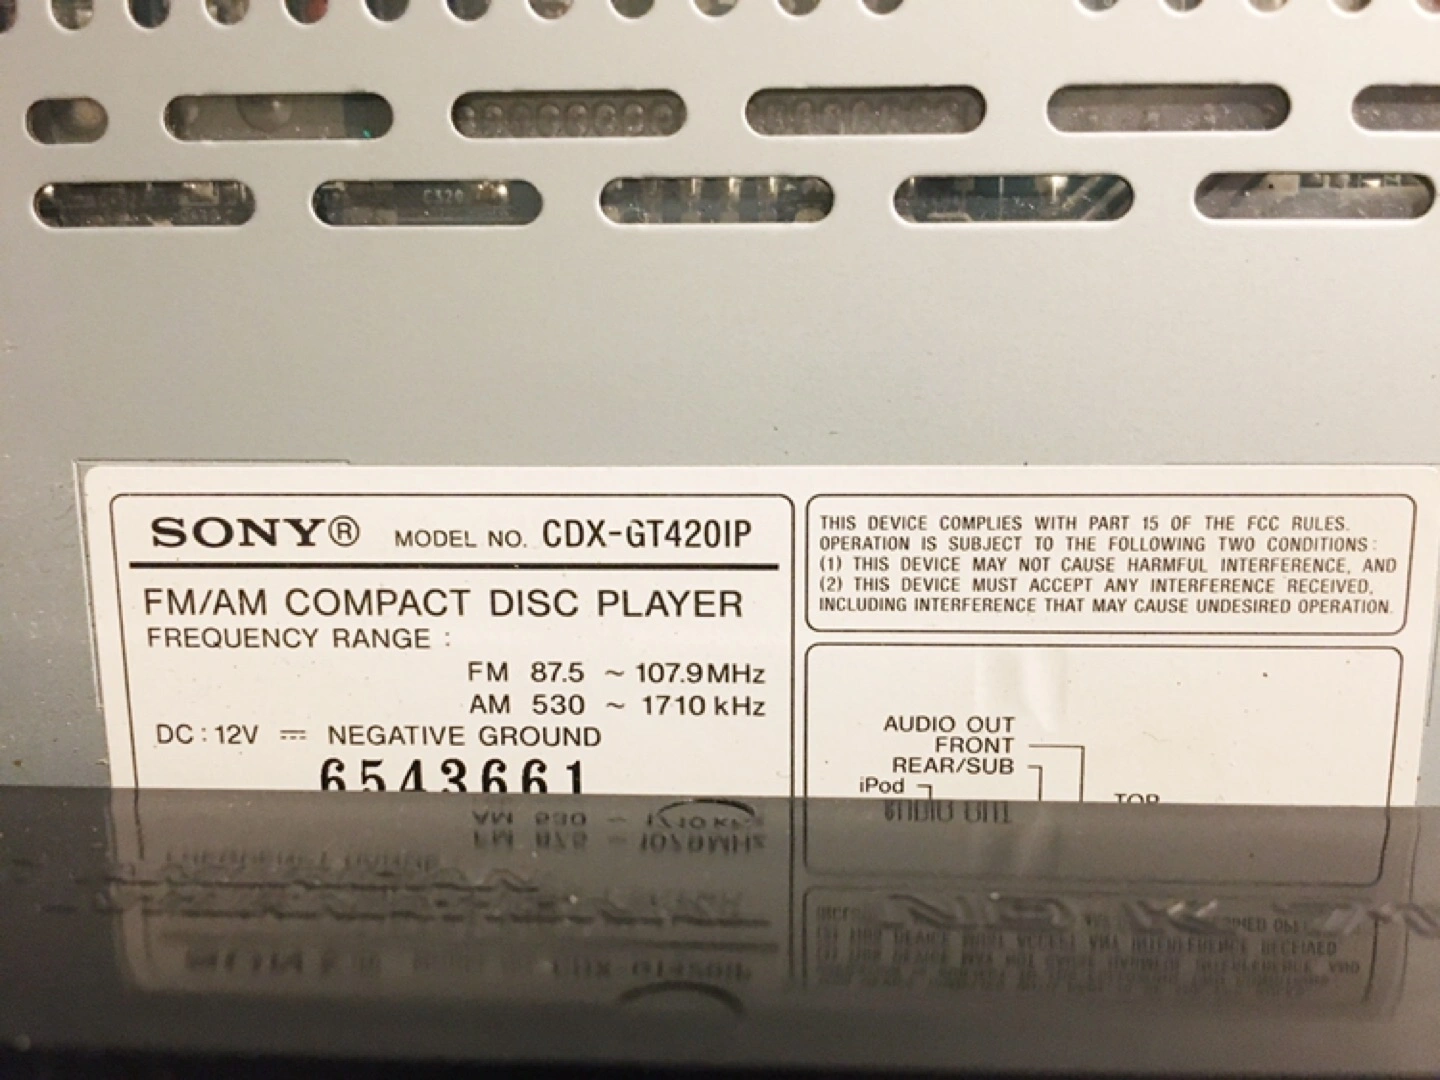 C320
SONY® MODEL NO. CDX-GT420IP
FM/AM COMPACT DISC PLAYER
FREQUENCY RANGE :
FM 87.5 ~ 107.9MHz
AM 530 ~ 1710 kHz
DC : 12V ⎓ NEGATIVE GROUND
6543661
THIS DEVICE COMPLIES WITH PART 15 OF THE FCC RULES.
OPERATION IS SUBJECT TO THE FOLLOWING TWO CONDITIONS :
(1) THIS DEVICE MAY NOT CAUSE HARMFUL INTERFERENCE, AND
(2) THIS DEVICE MUST ACCEPT ANY INTERFERENCE RECEIVED,
INCLUDING INTERFERENCE THAT MAY CAUSE UNDESIRED OPERATION.
AUDIO OUT
FRONT
REAR/SUB
iPod
TOP